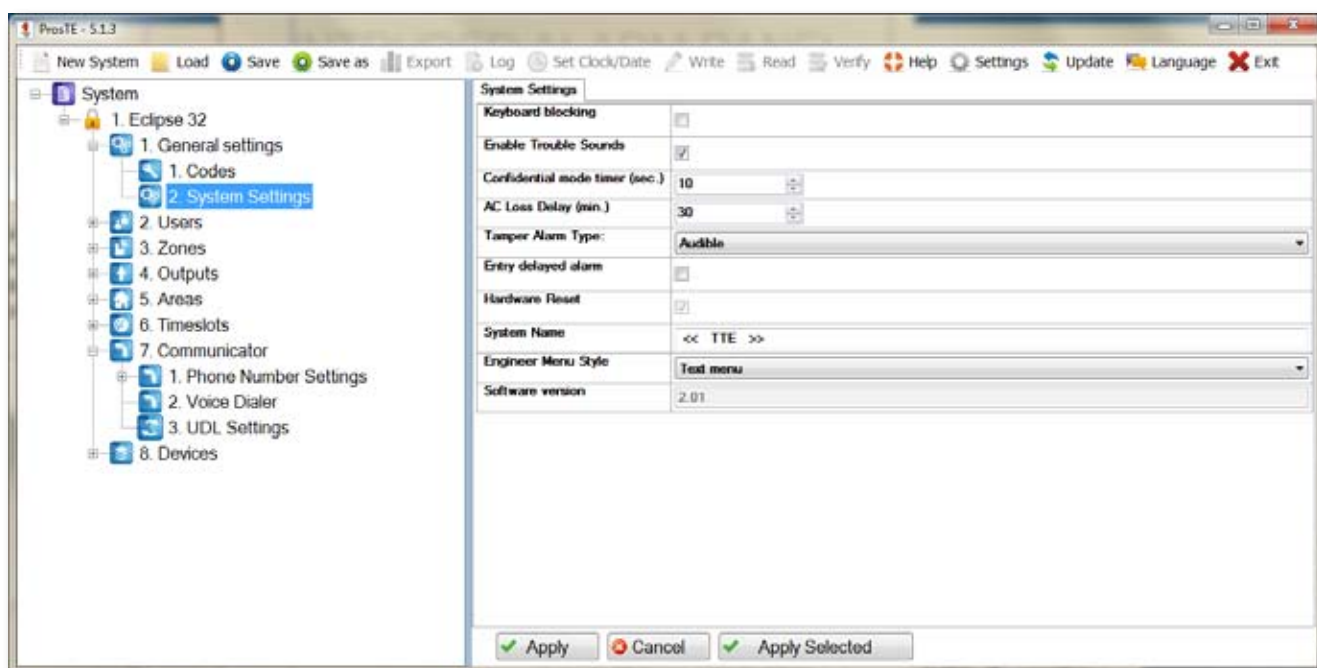 ProsTE - 5.1.3
New System Load Save Save as Export Log Set Clock/Date Write Read Verify Help Settings Update Language Exit
System
1. Eclipse 32
1. General settings
1. Codes
2. System Settings
2. Users
3. Zones
4. Outputs
5. Areas
6. Timeslots
7. Communicator
1. Phone Number Settings
2. Voice Dialer
3. UDL Settings
8. Devices
System Settings
Keyboard blocking
Enable Trouble Sounds
Confidential mode timer (sec.) 10
AC Loss Delay (min.) 30
Tamper Alarm Type: Audible
Entry delayed alarm
Hardware Reset
System Name << TTE >>
Engineer Menu Style Text menu
Software version 2.01
Apply Cancel Apply Selected